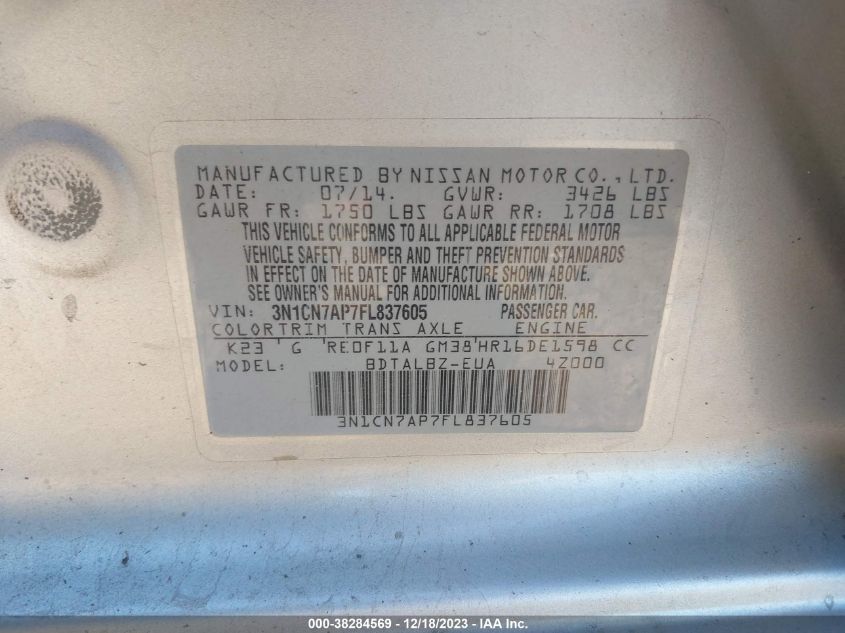 MANUFACTURED BY NISSAN MOTOR CO., LTD.
DATE: 07/14. GVWR: 3426 LBS
GAWR FR: 1750 LBS GAWR RR: 1708 LBS
THIS VEHICLE CONFORMS TO ALL APPLICABLE FEDERAL MOTOR
VEHICLE SAFETY, BUMPER AND THEFT PREVENTION STANDARDS
IN EFFECT ON THE DATE OF MANUFACTURE SHOWN ABOVE.
SEE OWNER'S MANUAL FOR ADDITIONAL INFORMATION.
VIN: 3N1CN7AP7FL837605 PASSENGER CAR.
COLORTRIM TRANS AXLE ENGINE
K23 'G 'RE0F11A GM38'HR16DE1598 CC
MODEL: BDTALBZ-EUA 4Z000
3N1CN7AP7FL837605
000-38284569 - 12/18/2023 - IAAI.com.